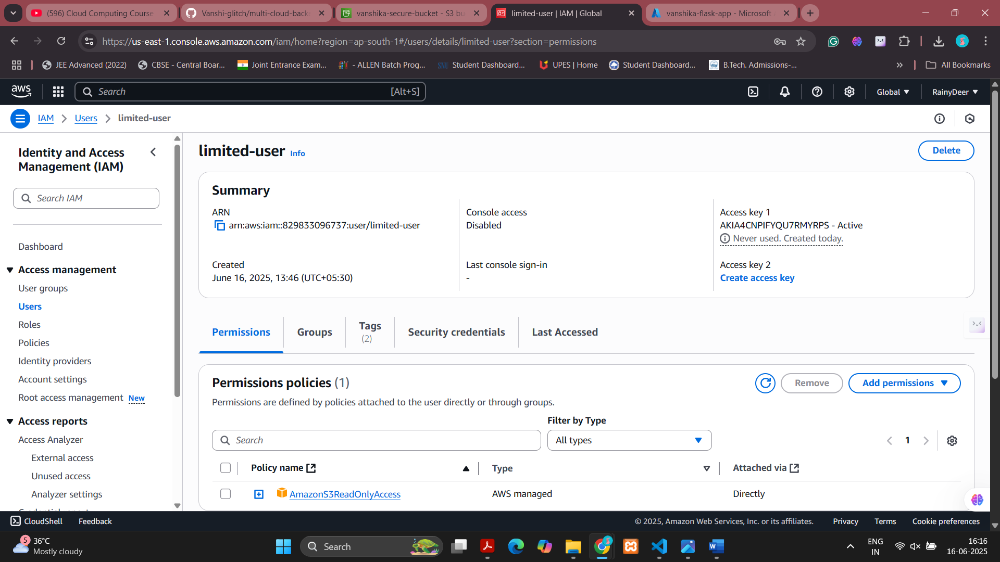 (596) Cloud Computing Course
Vanshi-glitch/multi-cloud-back
vanshika-secure-bucket - S3 bu
limited-user | IAM | Global
vanshika-flask-app - Microsoft
https://us-east-1.console.aws.amazon.com/iam/home?region=ap-south-1#/users/details/limited-user?section=permissions
JEE Advanced (2022)
CBSE - Central Boar...
Joint Entrance Exam...
- ALLEN Batch Prog...
SNU
Student Dashboard...
UPES | Home
Student Dashboard...
B.Tech. Admissions-...
All Bookmarks
aws
Search
[Alt+S]
Global
RainyDeer
IAM
Users
limited-user
Identity and Access
Management (IAM)
Search IAM
Dashboard
Access management
User groups
Users
Roles
Policies
Identity providers
Account settings
Root access management New
Access reports
Access Analyzer
External access
Unused access
Analyzer settings
limited-user Info
Delete
Summary
ARN
arn:aws:iam::829833096737:user/limited-user
Created
June 16, 2025, 13:46 (UTC+05:30)
Console access
Disabled
Last console sign-in
-
Access key 1
AKIA4CNPIFYQU7RMYRPS - Active
Never used. Created today.
Access key 2
Create access key
Permissions
Groups
Tags
(2)
Security credentials
Last Accessed
Permissions policies (1)
Remove
Add permissions
Permissions are defined by policies attached to the user directly or through groups.
Filter by Type
Search
All types
1
Policy name
Type
Attached via
AmazonS3ReadOnlyAccess
AWS managed
Directly
CloudShell
Feedback
© 2025, Amazon Web Services, Inc. or its affiliates.
Privacy
Terms
Cookie preferences
5
36°C
Mostly cloudy
Search
ENG
IN
16:16
16-06-2025